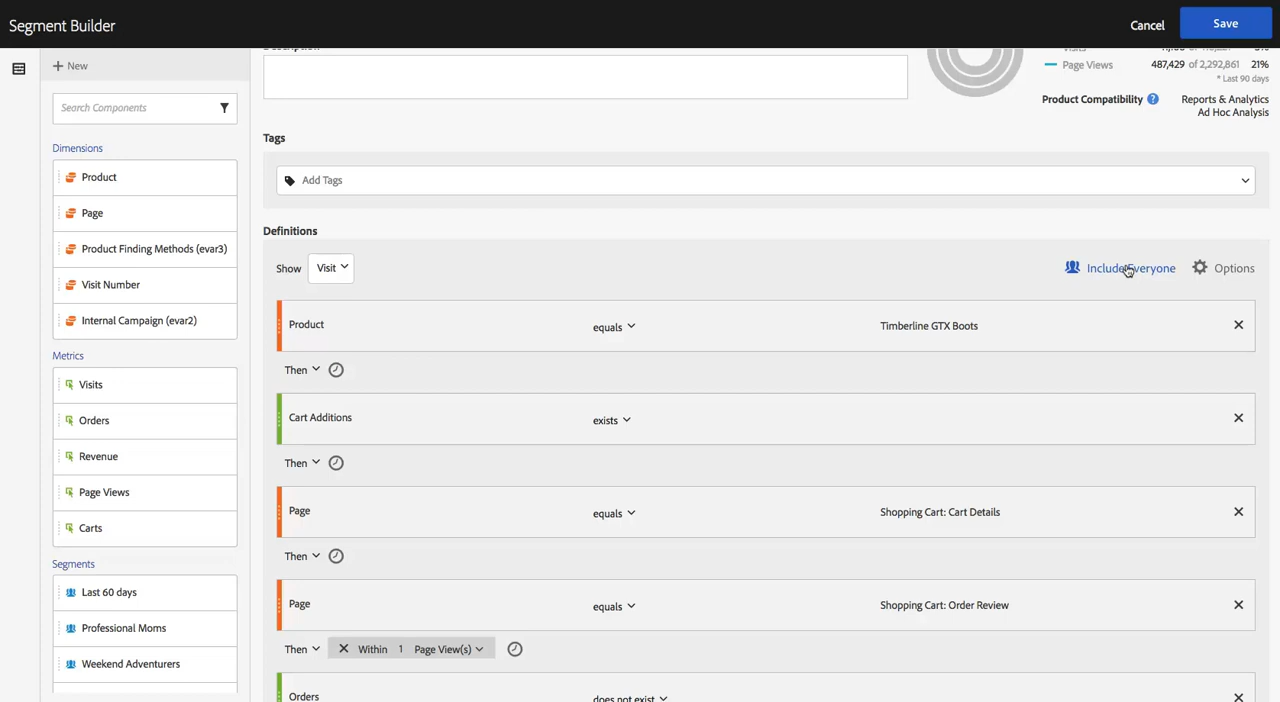 Segment Builder
Cancel
Save
New
Search Components
Dimensions
Product
Page
Product Finding Methods (evar3)
Visit Number
Internal Campaign (evar2)
Metrics
Visits
Orders
Revenue
Page Views
Carts
Segments
Last 60 days
Professional Moms
Weekend Adventurers
Description
Visits
Page Views 487,429 of 2,292,861 21%
* Last 90 days
Product Compatibility ? Reports & Analytics
Ad Hoc Analysis
Tags
Add Tags
Definitions
Show Visit Include Everyone Options
Product equals Timberline GTX Boots
Then
Cart Additions exists
Then
Page equals Shopping Cart: Cart Details
Then
Page equals Shopping Cart: Order Review
Then Within 1 Page View(s)
Orders does not exist